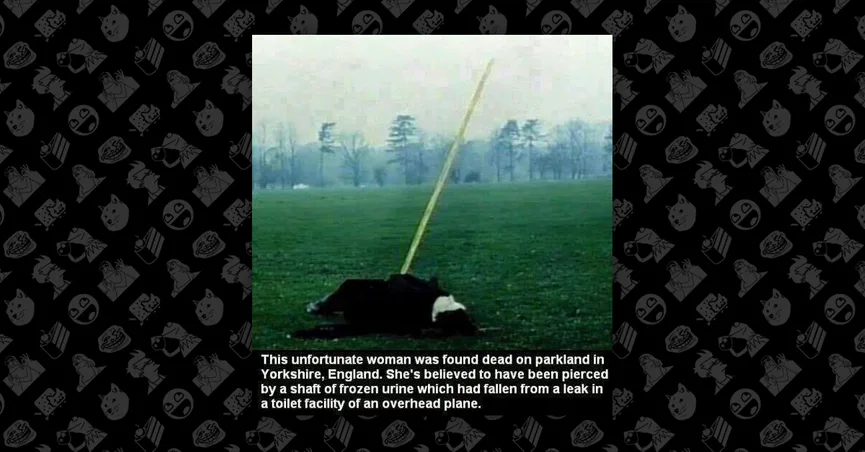 This unfortunate woman was found dead on parkland in
Yorkshire, England. She's believed to have been pierced
by a shaft of frozen urine which had fallen from a leak in
a toilet facility of an overhead plane.